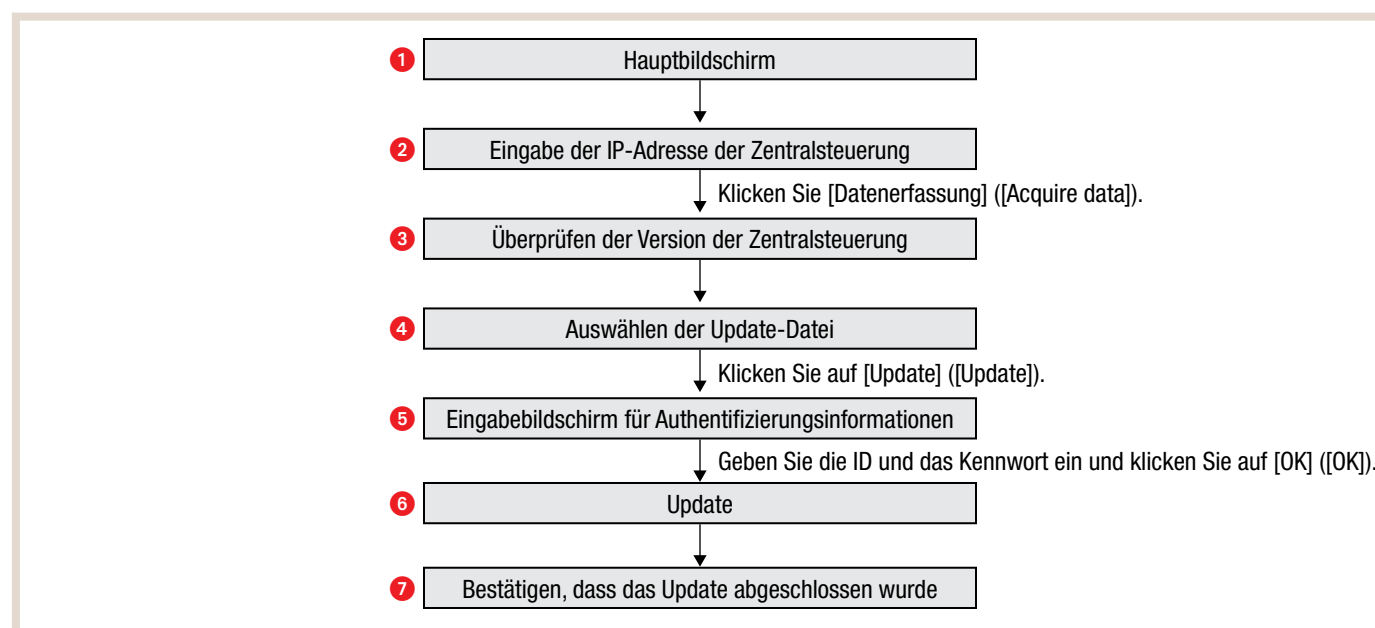 1 Hauptbildschirm
2 Eingabe der IP-Adresse der Zentralsteuerung
Klicken Sie [Datenerfassung] ([Acquire data]).
3 Überprüfen der Version der Zentralsteuerung
4 Auswählen der Update-Datei
Klicken Sie auf [Update] ([Update]).
5 Eingabebildschirm für Authentifizierungsinformationen
Geben Sie die ID und das Kennwort ein und klicken Sie auf [OK] ([OK]).
6 Update
7 Bestätigen, dass das Update abgeschlossen wurde